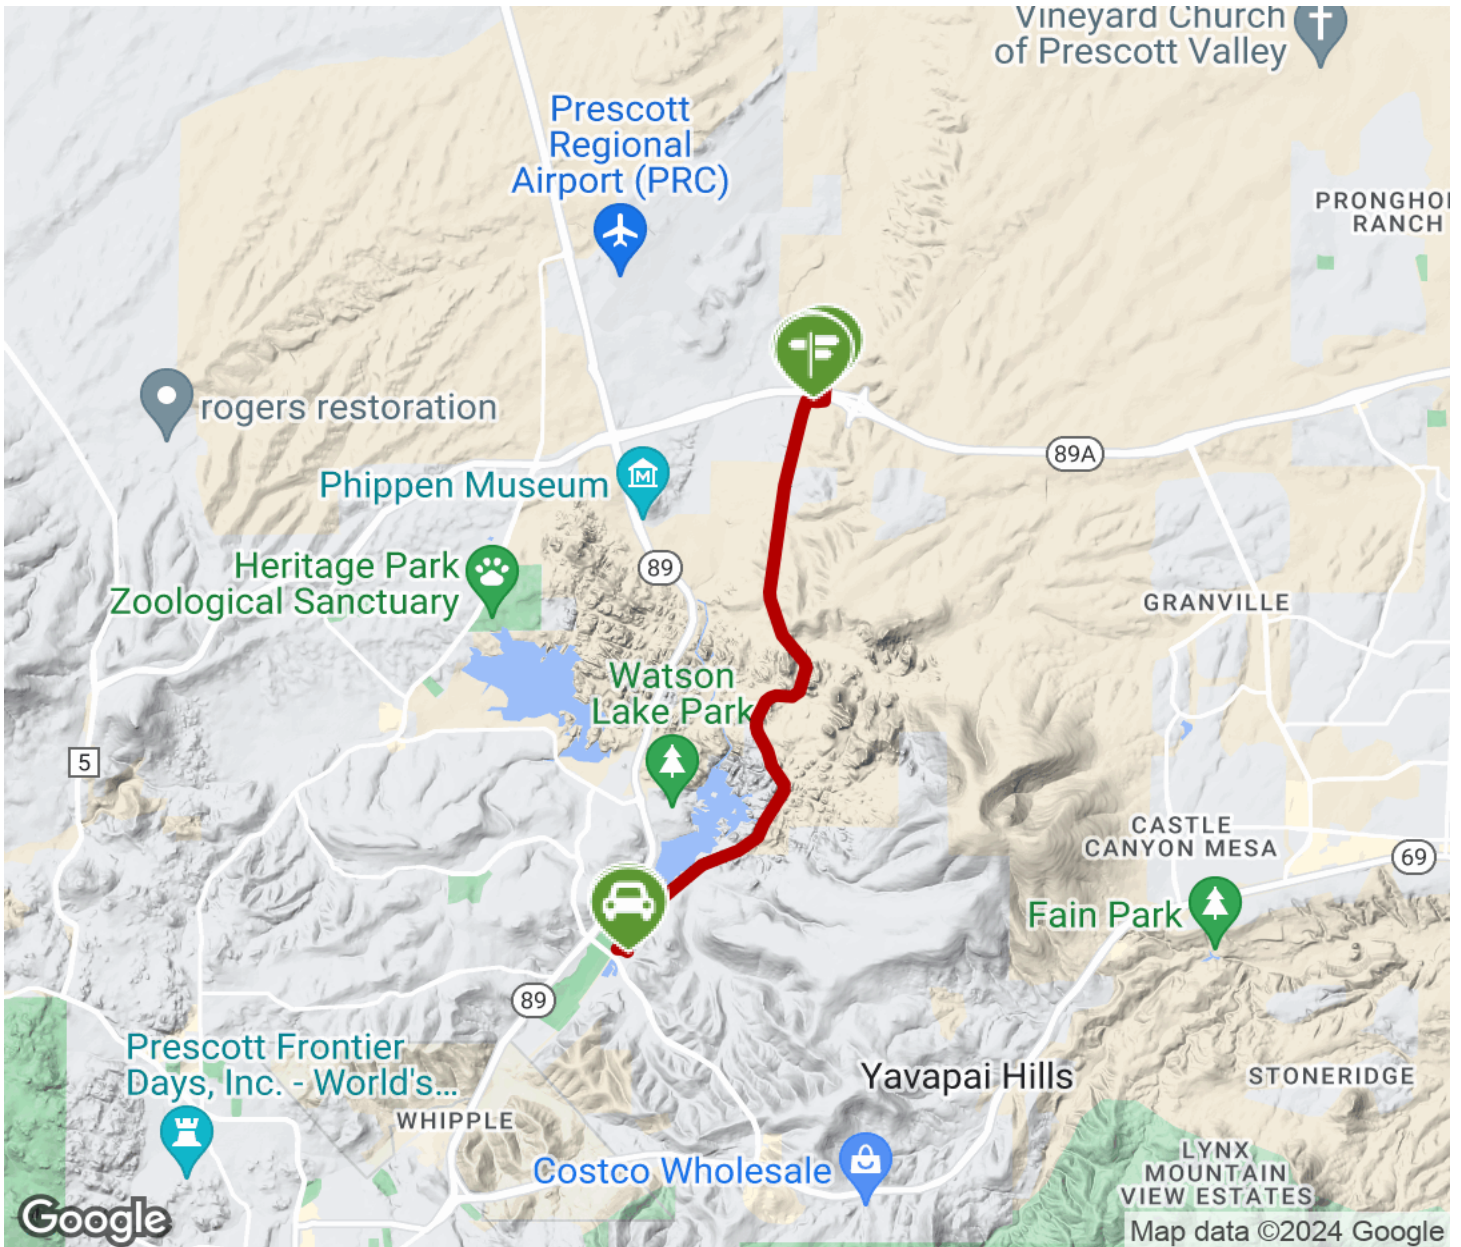 Vineyard Church
of Prescott Valley
Prescott
Regional
Airport (PRC)
PRONGHO
RANCH
rogers restoration
89A
Phippen Museum
89
Heritage Park
Zoological Sanctuary
GRANVILLE
Watson
Lake Park
5
CASTLE
CANYON MESA
69
Fain Park
89
Prescott Frontier
Days, Inc. - World's...
Yavapai Hills
STONERIDGE
WHIPPLE
Costco Wholesale
LYNX
MOUNTAIN
VIEW ESTATES
Google
Map data ©2024 Google